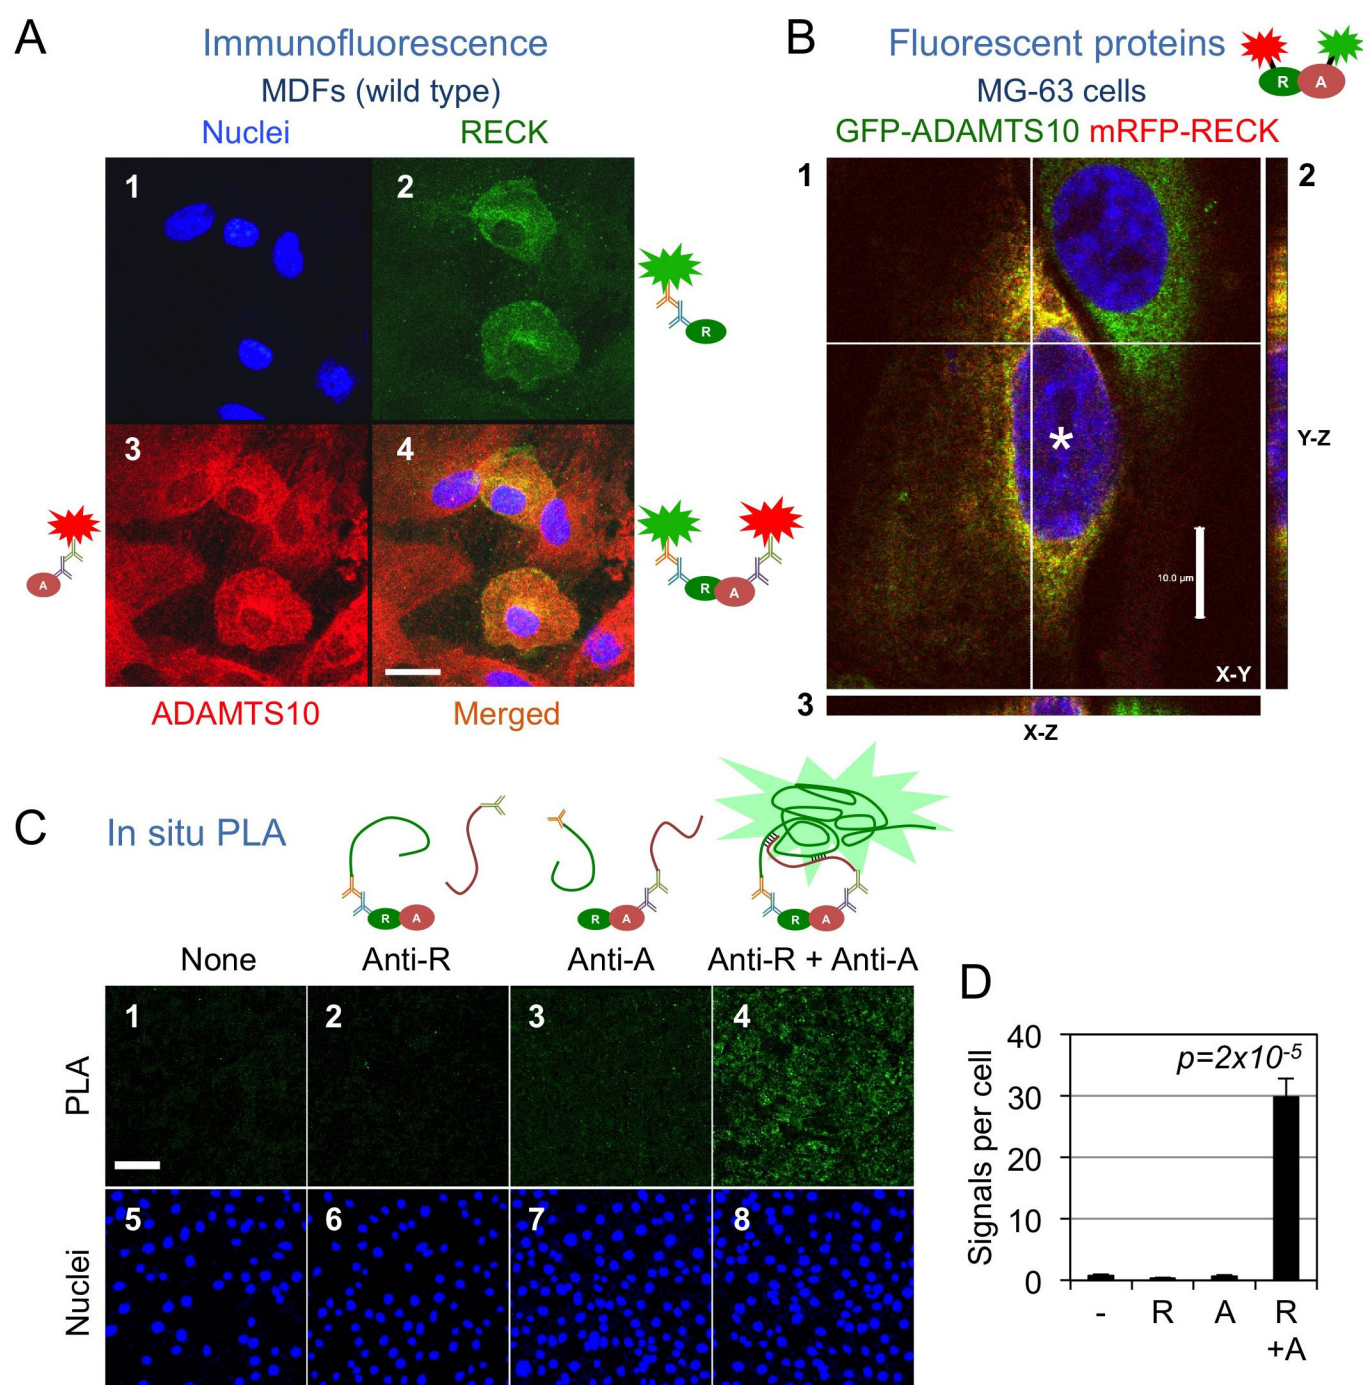 A
Immunofluorescence
MDFs (wild type)
Nuclei
RECK
1
2
R
3
4
A
R
A
ADAMTS10
Merged
B
Fluorescent proteins
R
A
MG-63 cells
GFP-ADAMTS10 mRFP-RECK
1
2
*
Y-Z
10.0 µm
X-Y
3
X-Z
C
In situ PLA
R
A
R
A
R
A
None
Anti-R
Anti-A
Anti-R + Anti-A
PLA
1
2
3
4
Nuclei
5
6
7
8
D
p=2x10-5
Signals per cell
40
30
20
10
0
-
R
A
R
+A